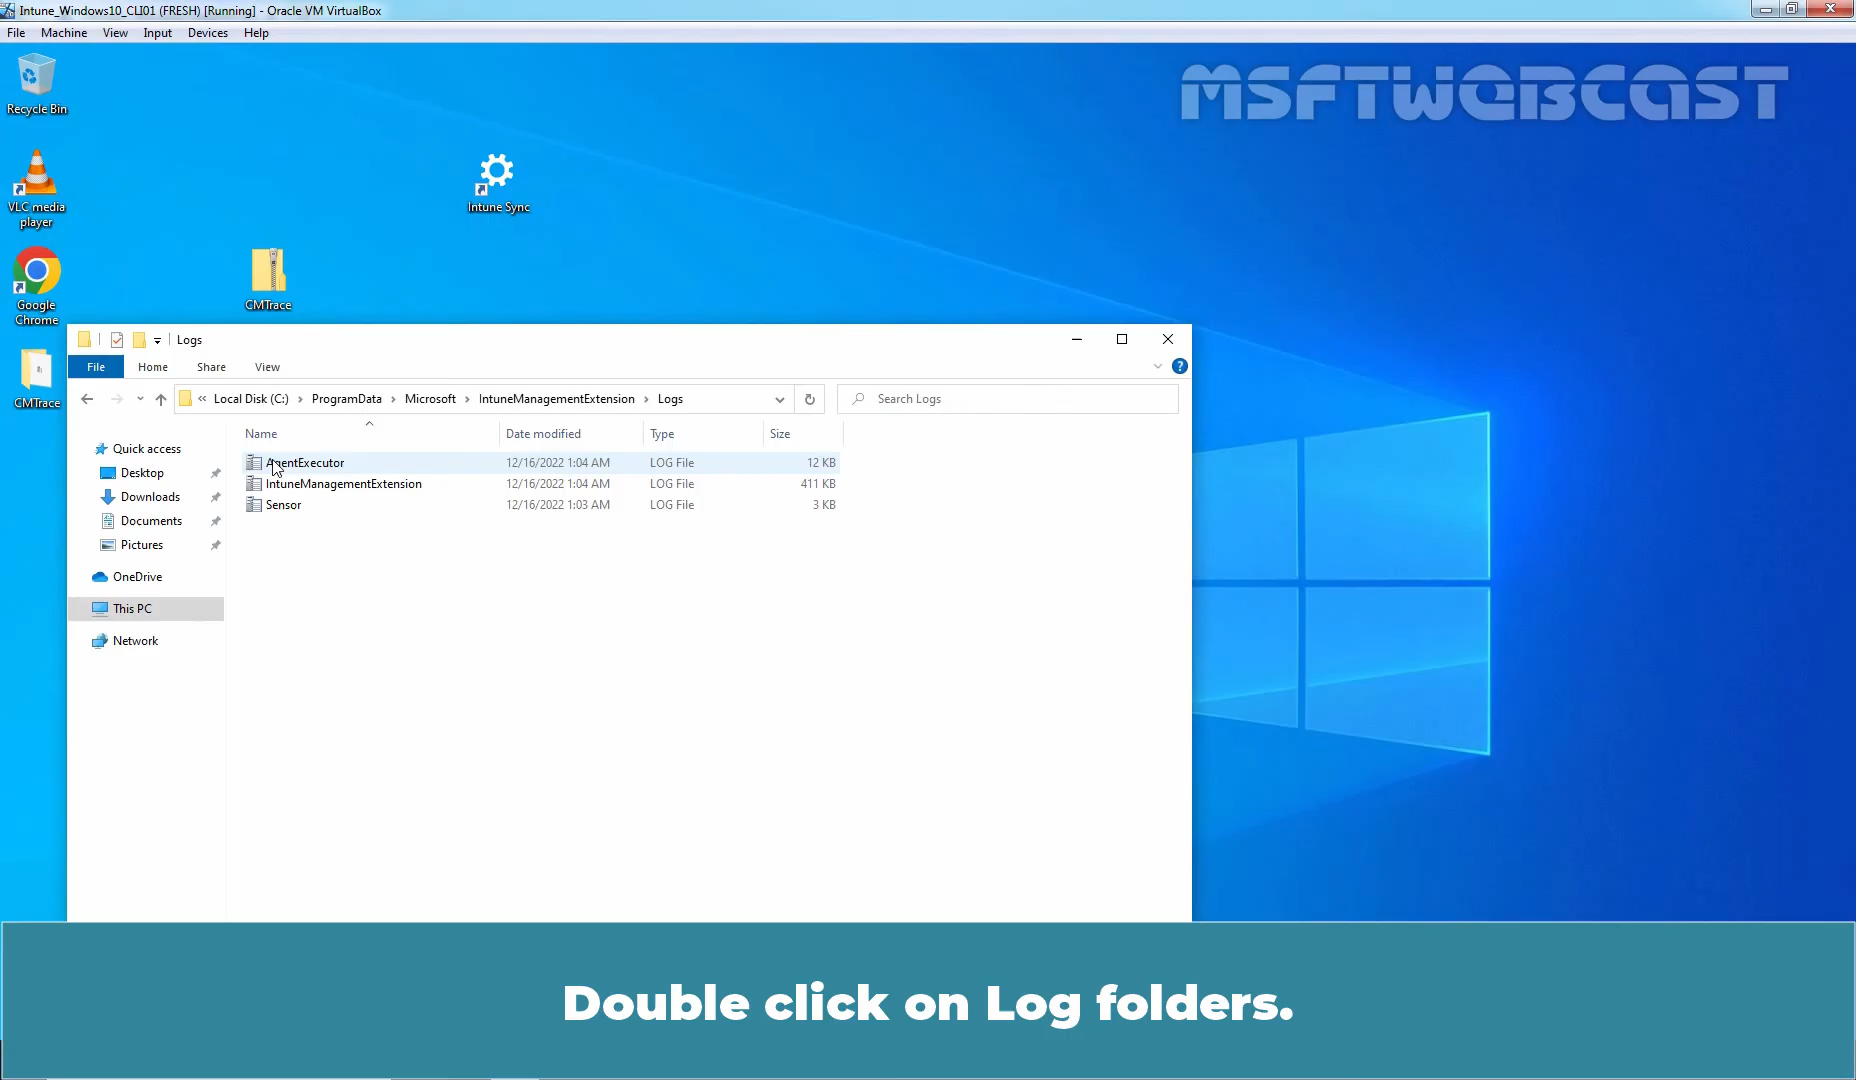 Intune_Windows10_CLI01 (FRESH) [Running] - Oracle VM VirtualBox
File Machine View Input Devices Help
MSFTWEBCAST
Recycle Bin
VLC media
player
Intune Sync
Google
Chrome
CMTrace
CMTrace
Logs
File Home Share View
« Local Disk (C:) › ProgramData › Microsoft › IntuneManagementExtension › Logs
Search Logs
Name Date modified Type Size
AgentExecutor 12/16/2022 1:04 AM LOG File 12 KB
IntuneManagementExtension 12/16/2022 1:04 AM LOG File 411 KB
Sensor 12/16/2022 1:03 AM LOG File 3 KB
Quick access
Desktop
Downloads
Documents
Pictures
OneDrive
This PC
Network
Double click on Log folders.